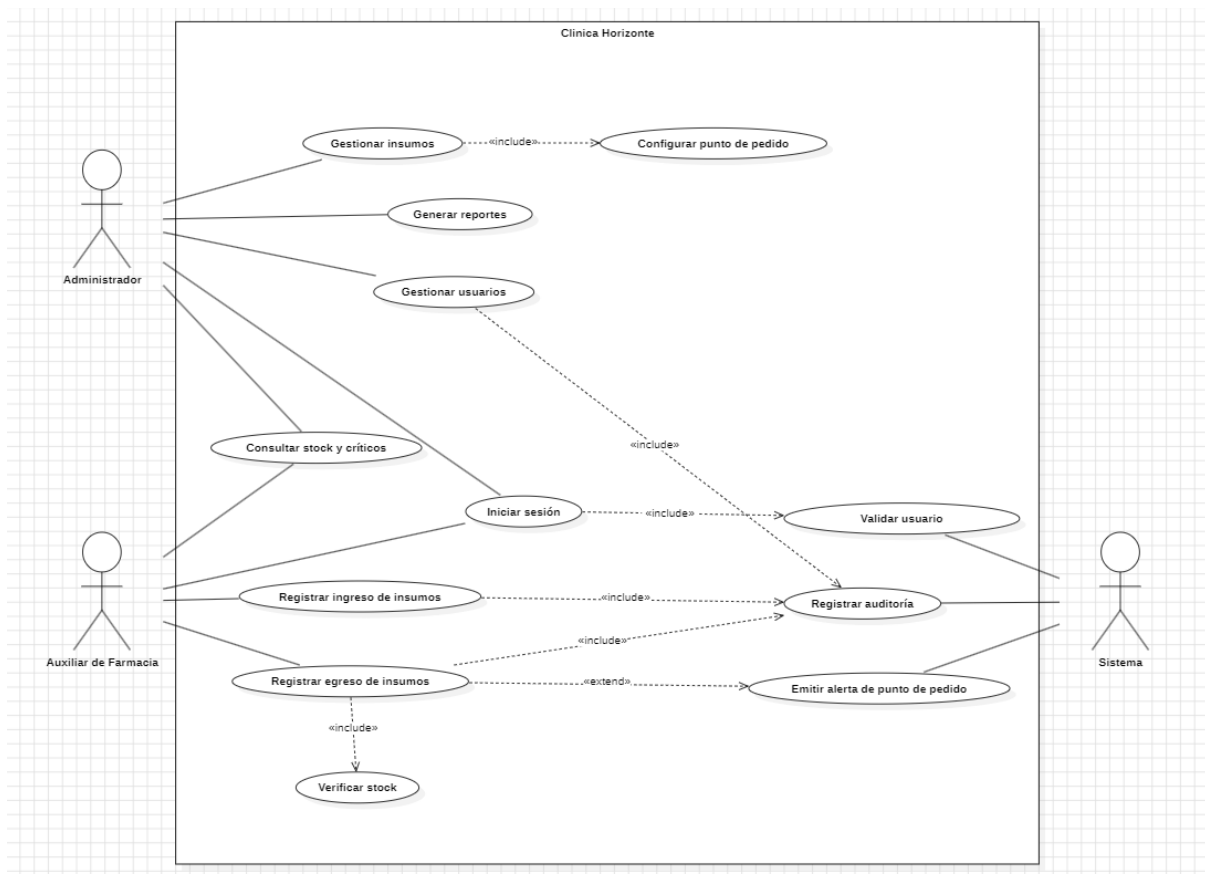 Clinica Horizonte
Gestionar insumos
«include»
Configurar punto de pedido
Generar reportes
Administrador
Gestionar usuarios
«include»
Consultar stock y críticos
Iniciar sesión
«include»
Validar usuario
Registrar ingreso de insumos
«include»
Registrar auditoría
«include»
Auxiliar de Farmacia
Sistema
Registrar egreso de insumos
«extend»
Emitir alerta de punto de pedido
«include»
Verificar stock